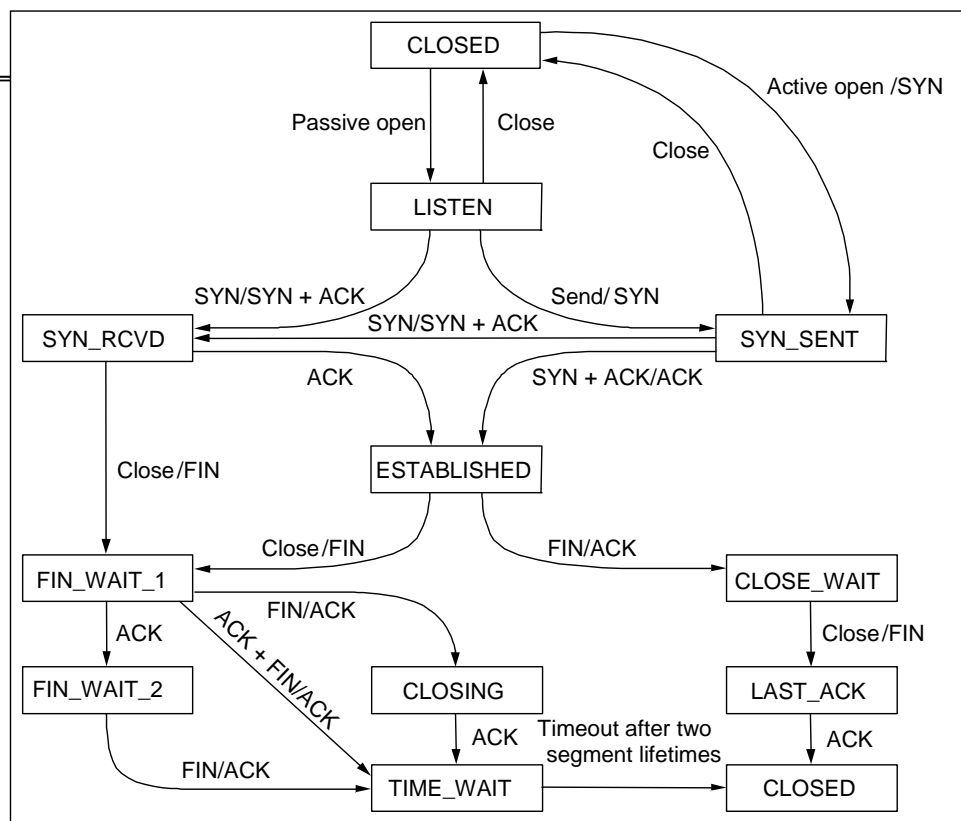 CLOSED
Active open /SYN
Passive open
Close
Close
LISTEN
SYN/SYN + ACK
Send/ SYN
SYN/SYN + ACK
SYN_RCVD
SYN_SENT
ACK
SYN + ACK/ACK
Close /FIN
ESTABLISHED
Close /FIN
FIN/ACK
FIN_WAIT_1
CLOSE_WAIT
FIN/ACK
ACK
ACK + FIN/ACK
Close /FIN
FIN_WAIT_2
CLOSING
LAST_ACK
ACK
Timeout after two
segment lifetimes
ACK
FIN/ACK
TIME_WAIT
CLOSED